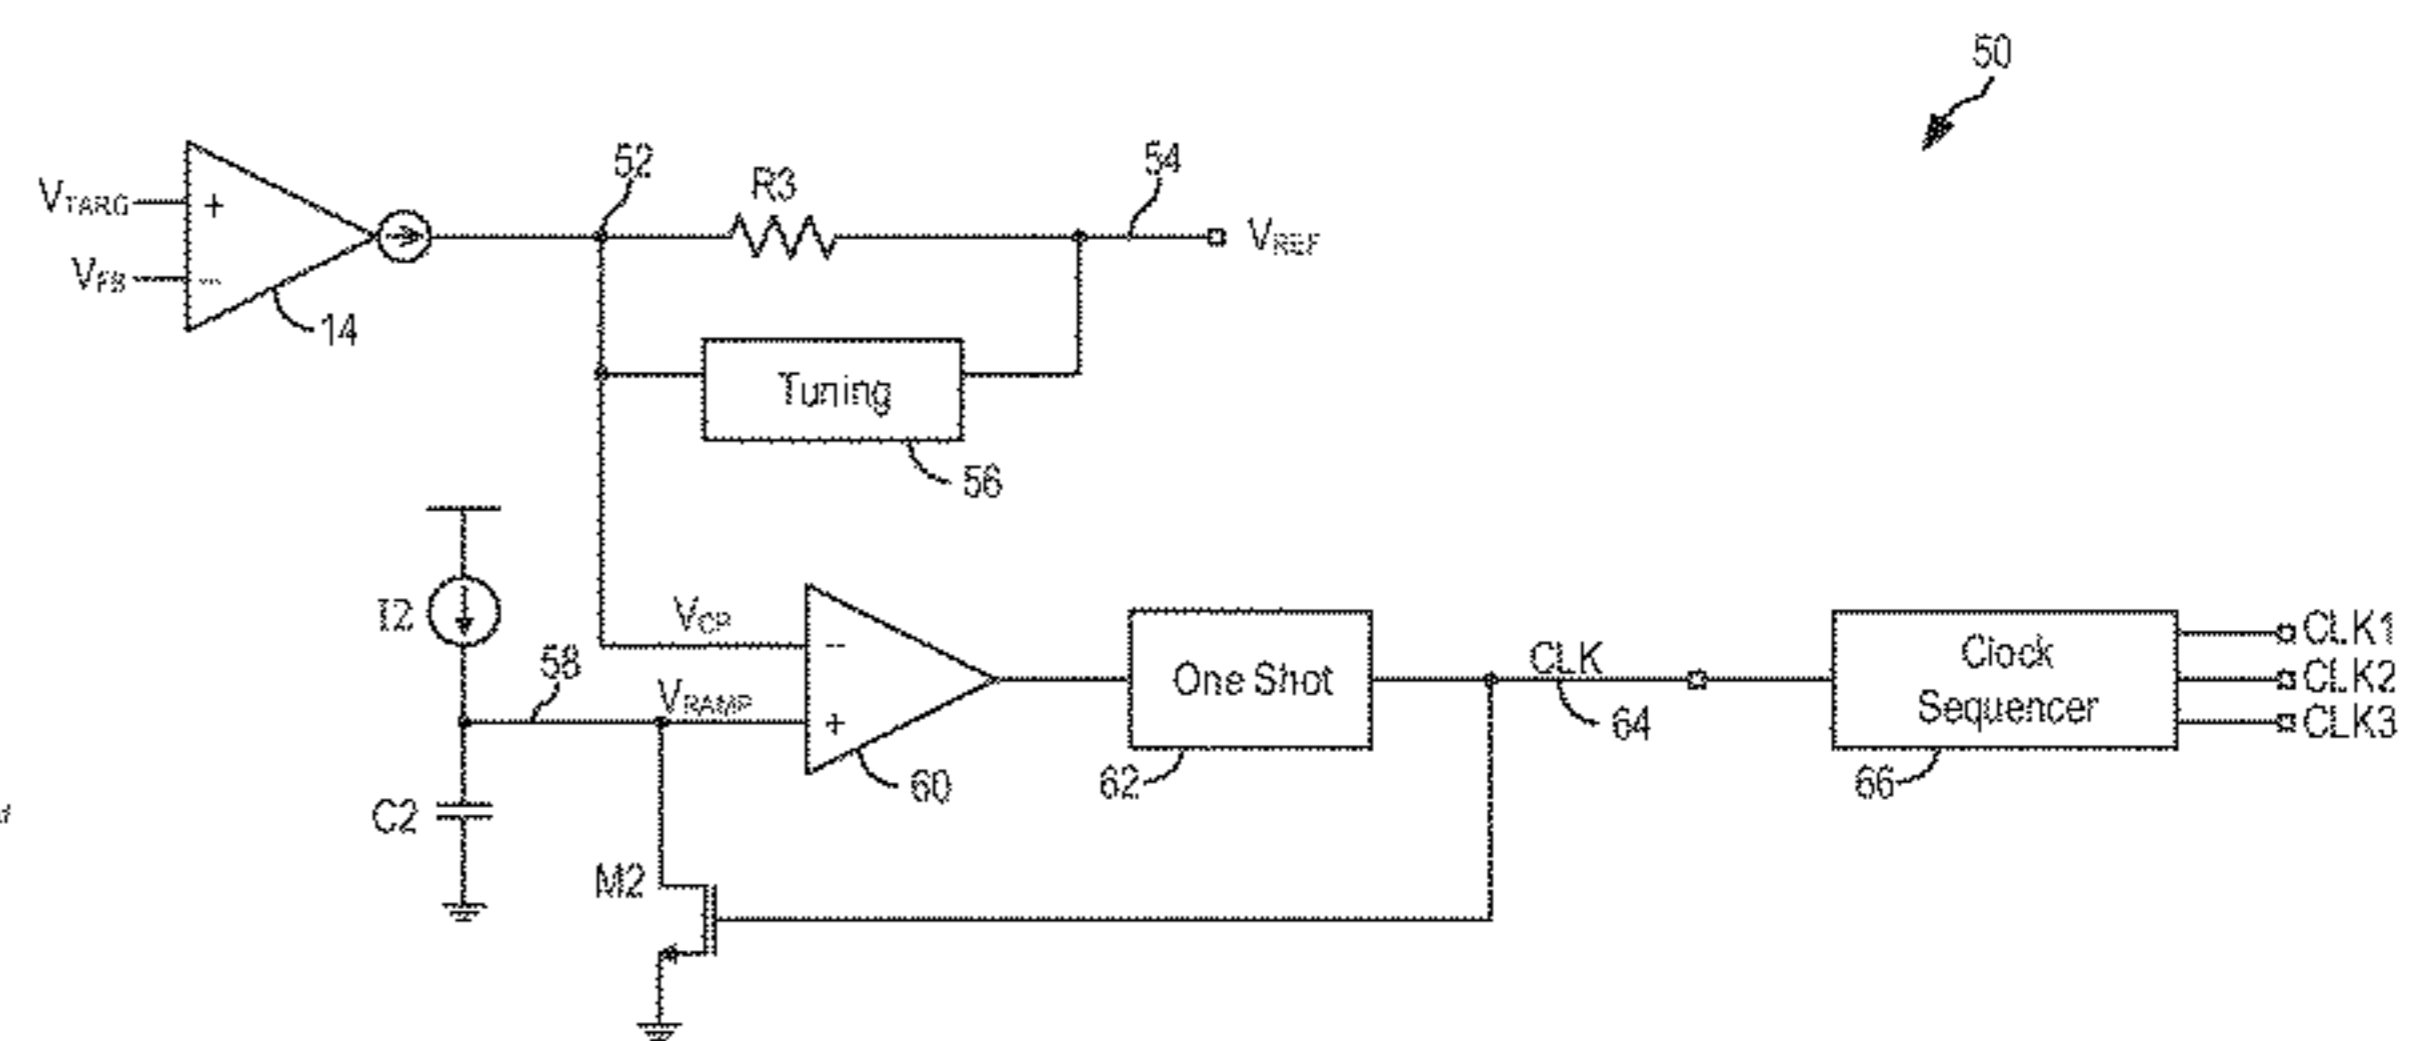 50
52
R3
54
VTARG
+
VREF
VFB
-
14
Tuning
56
I2
VCP
-
58
VRAMP
+
60
One Shot
62
CLK
64
Clock
Sequencer
66
CLK1
CLK2
CLK3
C2
M2